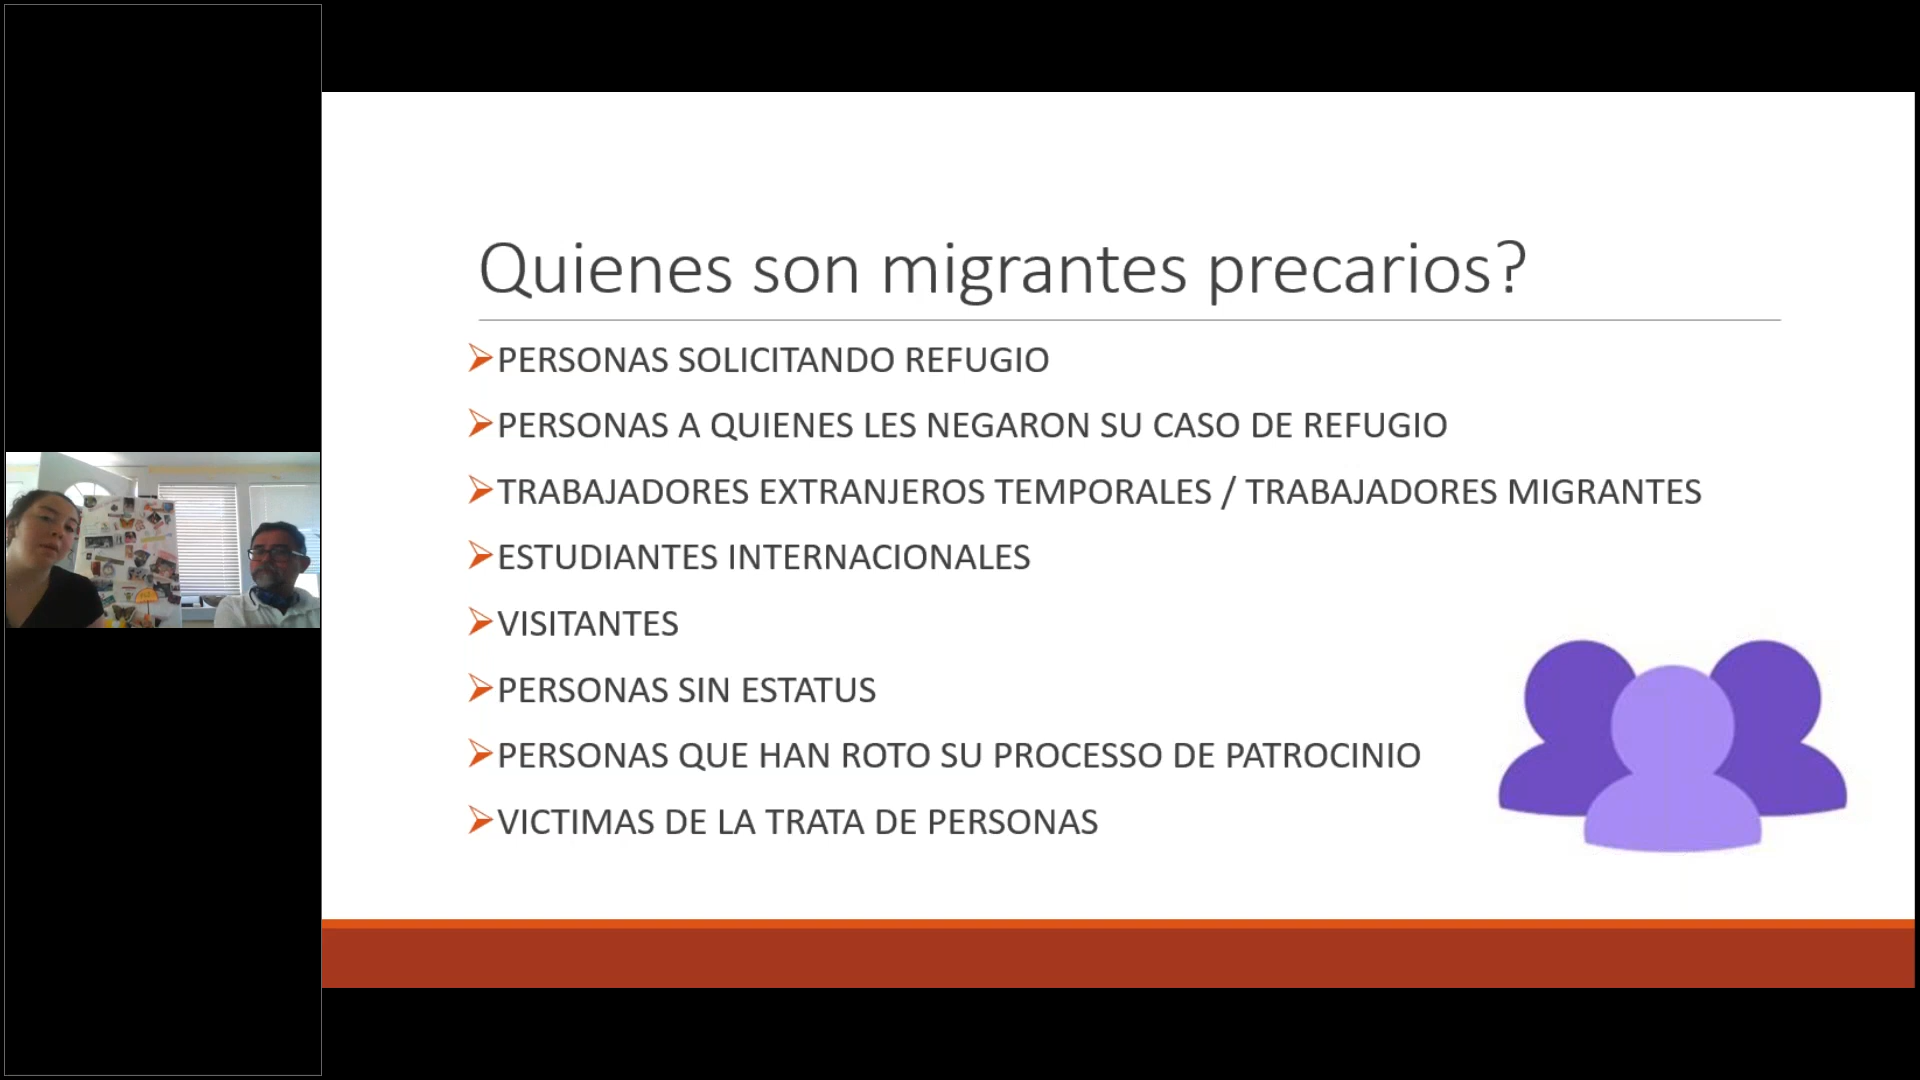 Quienes son migrantes precarios?
PERSONAS SOLICITANDO REFUGIO
PERSONAS A QUIENES LES NEGARON SU CASO DE REFUGIO
TRABAJADORES EXTRANJEROS TEMPORALES / TRABAJADORES MIGRANTES
ESTUDIANTES INTERNACIONALES
VISITANTES
PERSONAS SIN ESTATUS
PERSONAS QUE HAN ROTO SU PROCESSO DE PATROCINIO
VICTIMAS DE LA TRATA DE PERSONAS